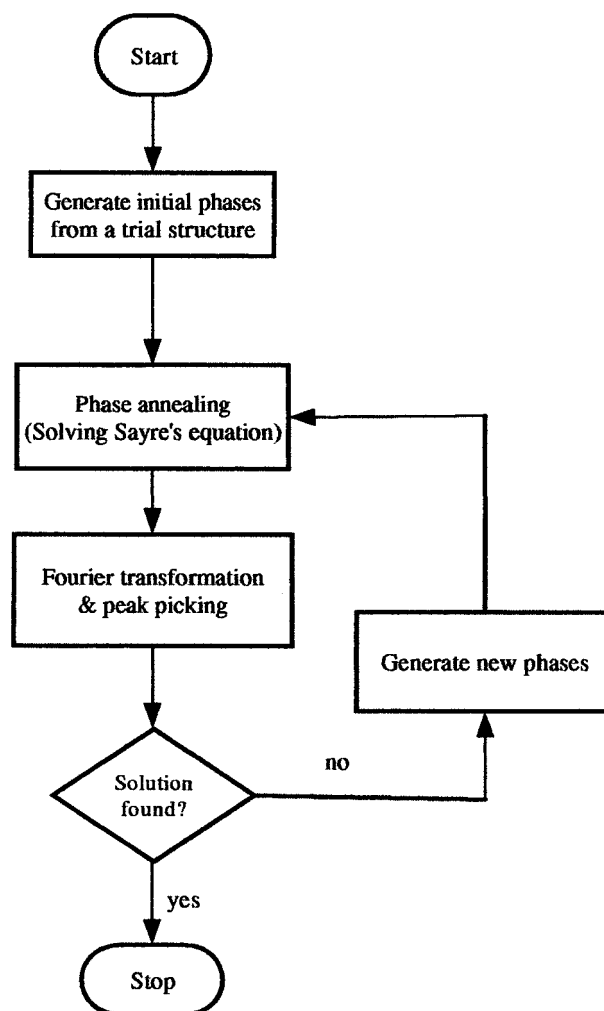 Start
Generate initial phases
from a trial structure
Phase annealing
(Solving Sayre's equation)
Fourier transformation
& peak picking
Generate new phases
Solution
found?
no
yes
Stop